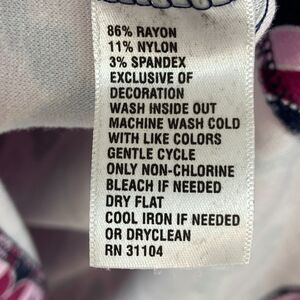 86% RAYON
11% NYLON
3% SPANDEX
EXCLUSIVE OF
DECORATION
WASH INSIDE OUT
MACHINE WASH COLD
WITH LIKE COLORS
GENTLE CYCLE
ONLY NON-CHLORINE
BLEACH IF NEEDED
DRY FLAT
COOL IRON IF NEEDED
OR DRYCLEAN
RN 31104